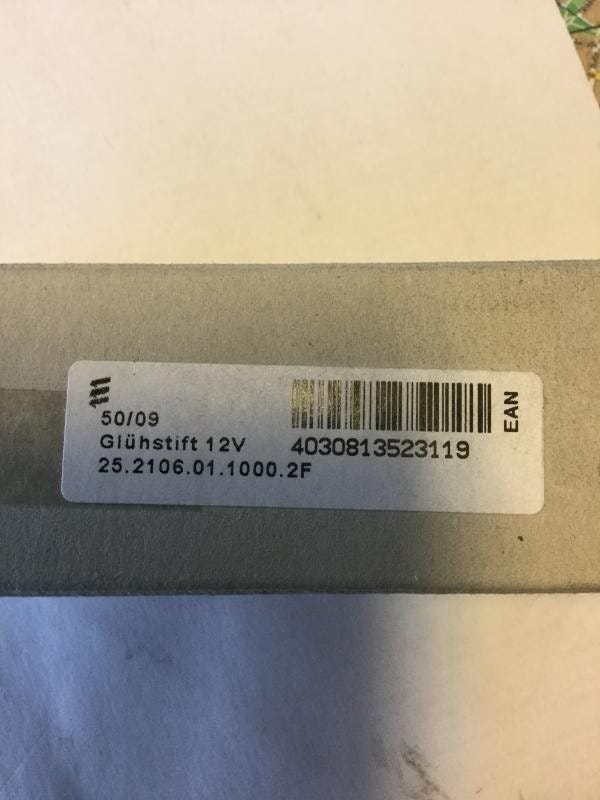 50/09
Glühstift 12V
25.2106.01.1000.2F
4030813523119
EAN